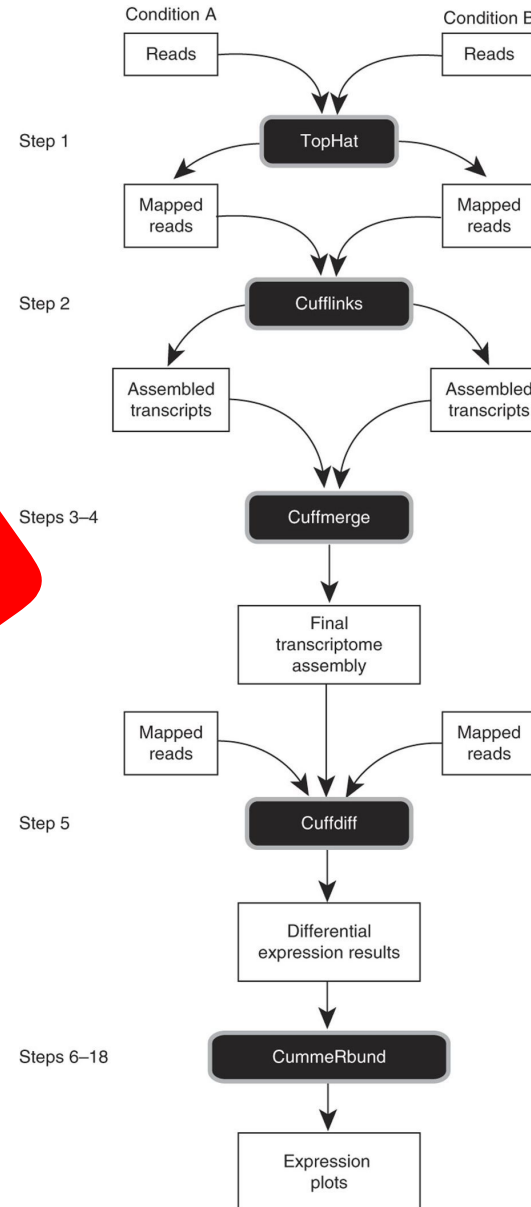 Condition A
Condition B
Reads
Reads
Step 1
TopHat
Mapped
reads
Mapped
reads
Step 2
Cufflinks
Assembled
transcripts
Assembled
transcripts
Steps 3–4
Cuffmerge
Final
transcriptome
assembly
Mapped
reads
Mapped
reads
Step 5
Cuffdiff
Differential
expression results
Steps 6–18
CummeRbund
Expression
plots